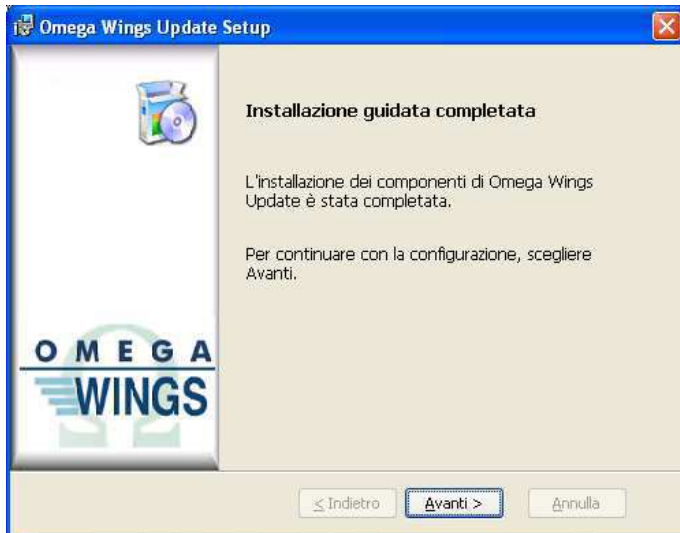 Omega Wings Update Setup
Installazione guidata completata
L'installazione dei componenti di Omega Wings
Update è stata completata.
Per continuare con la configurazione, scegliere
Avanti.
OMEGA
WINGS
< Indietro
Avanti >
Annulla